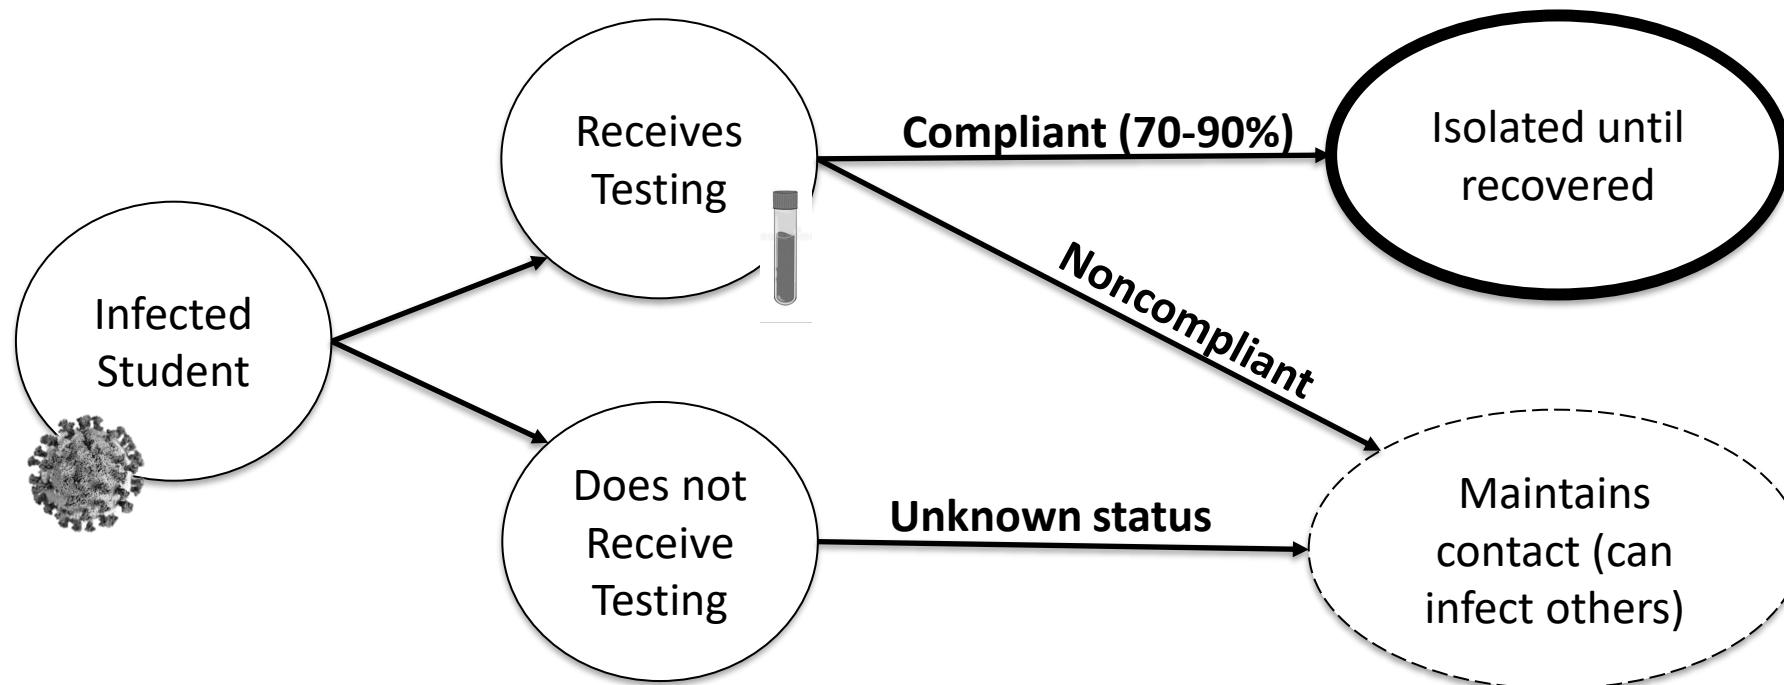 Infected
Student
Receives
Testing
Does not
Receive
Testing
Compliant (70-90%)
Noncompliant
Unknown status
Isolated until
recovered
Maintains
contact (can
infect others)